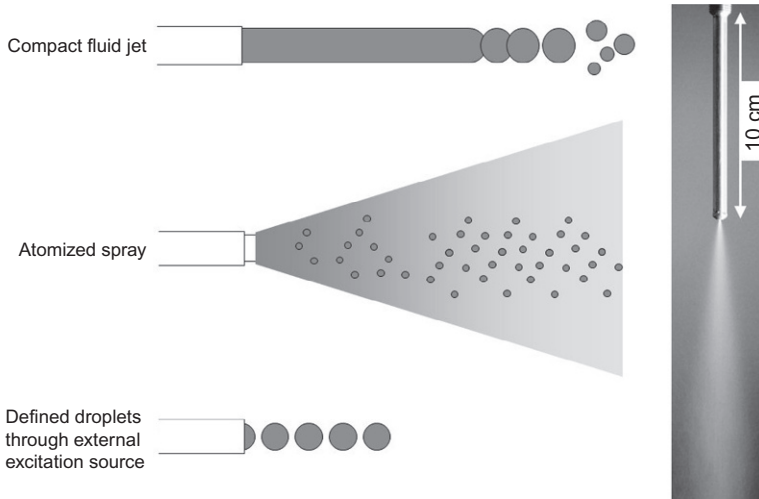 Compact fluid jet
10 cm
Atomized spray
Defined droplets
through external
excitation source